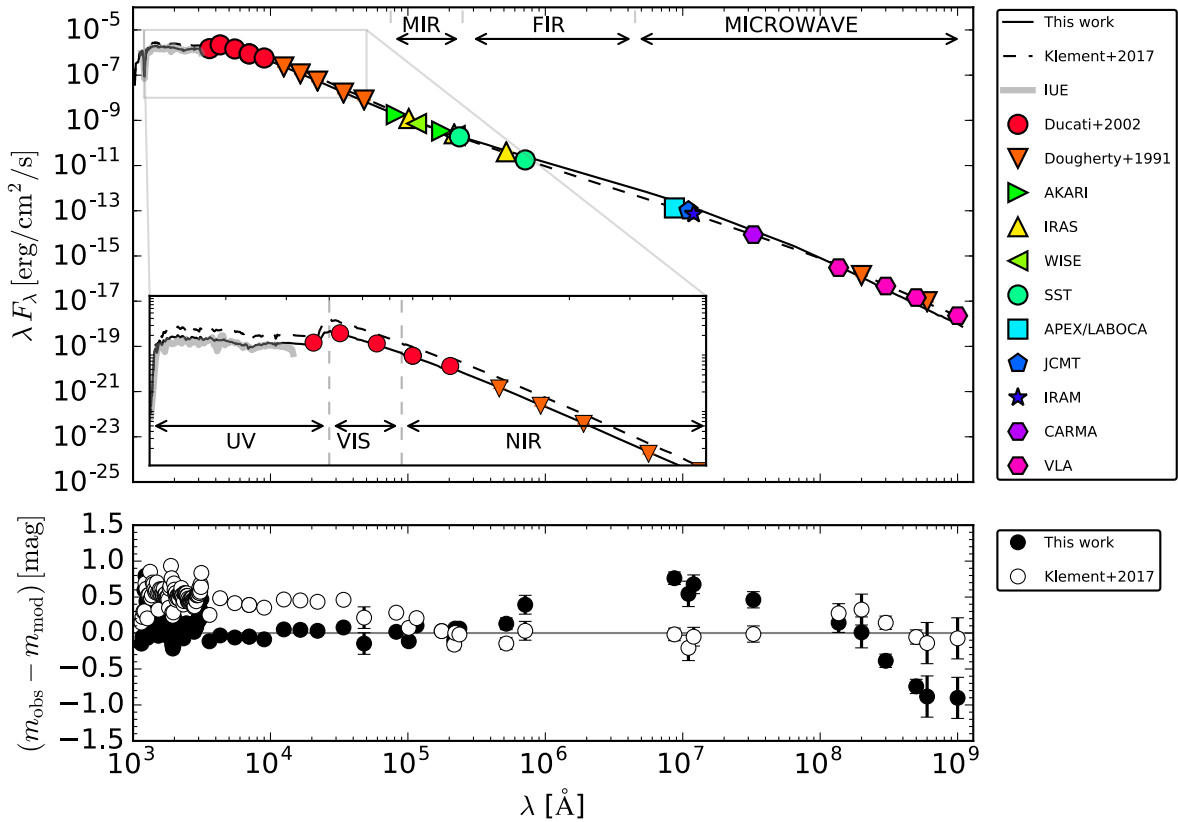 10^{-5}
10^{-7}
10^{-9}
10^{-11}
10^{-13}
10^{-15}
10^{-17}
10^{-19}
10^{-21}
10^{-23}
10^{-25}
λF_λ [erg/cm^2/s]
MIR
FIR
MICROWAVE
UV
VIS
NIR
This work
Klement+2017
IUE
Ducati+2002
Dougherty+1991
AKARI
IRAS
WISE
SST
APEX/LABOCA
JCMT
IRAM
CARMA
VLA
1.5
1.0
0.5
0.0
−0.5
−1.0
−1.5
(m_obs − m_mod) [mag]
This work
Klement+2017
10^3
10^4
10^5
10^6
10^7
10^8
10^9
λ [Å]